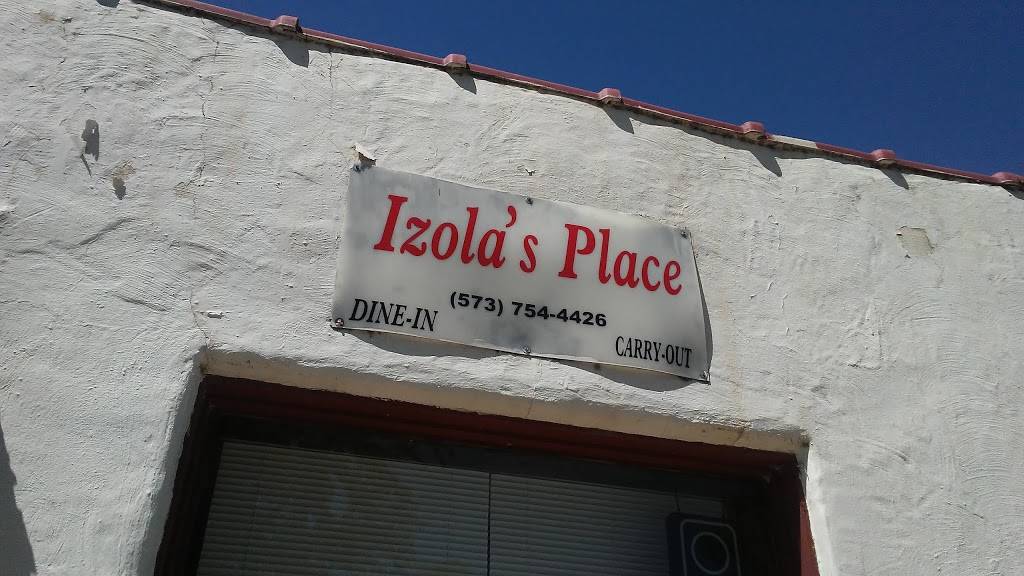 Izola's Place
(573) 754-4426
DINE-IN
CARRY-OUT